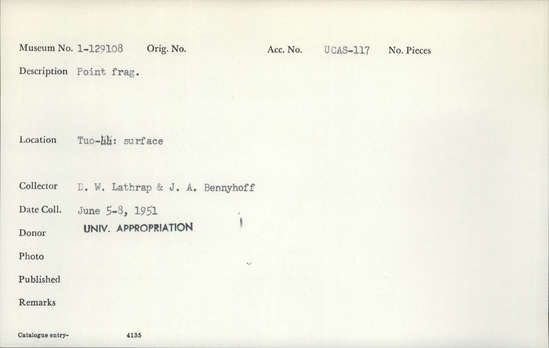 Museum No. 1-129108 Orig. No. Acc. No. UCAS-117 No. Pieces
Description Point frag.
Location Tuo-44: surface
Collector D. W. Lathrap & J. A. Bennyhoff
Date Coll. June 5-8, 1951
Donor UNIV. APPROPRIATION
Photo
Published
Remarks
Catalogue entry- 4135